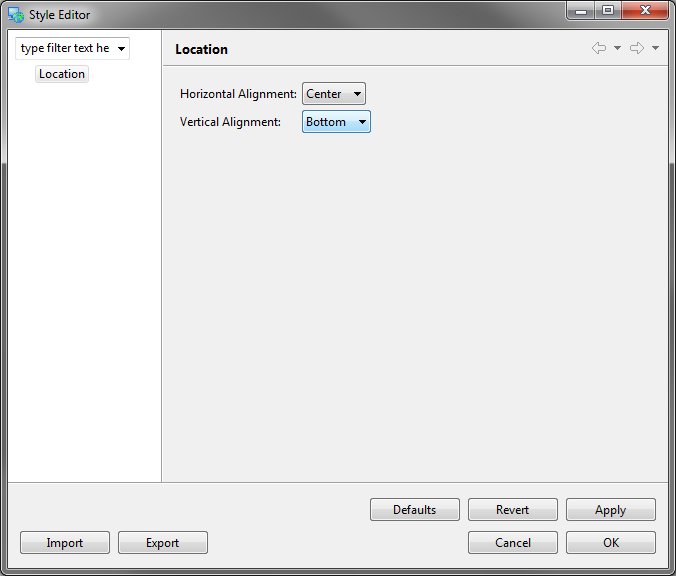 Style Editor
type filter text he
Location
Location
Horizontal Alignment: Center
Vertical Alignment: Bottom
Defaults Revert Apply
Import Export Cancel OK